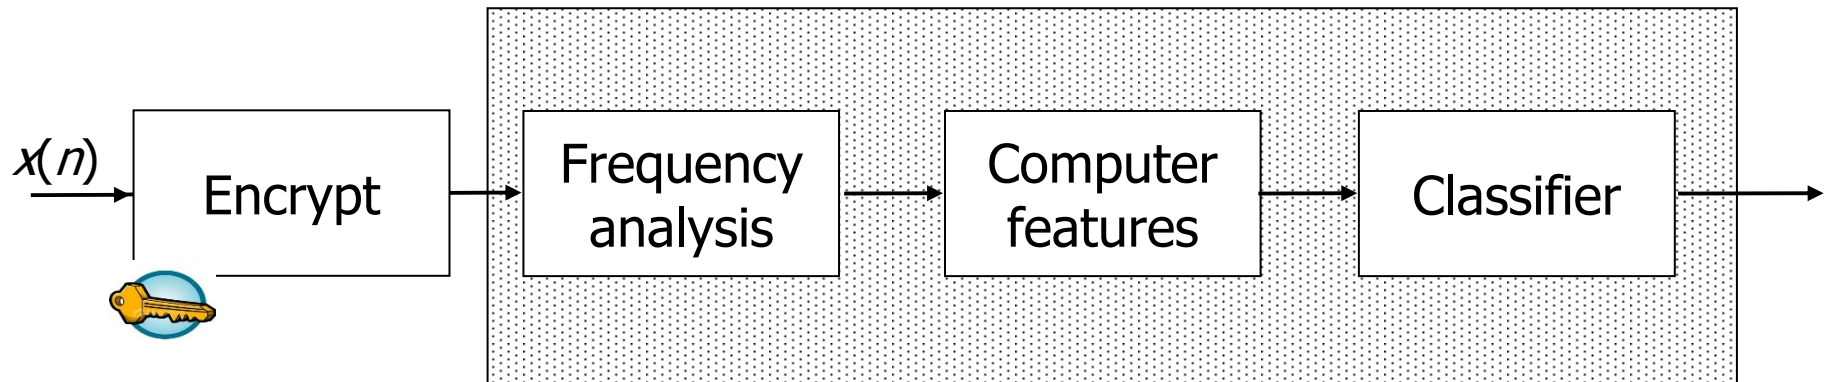 x(n)
Encrypt
Frequency
analysis
Computer
features
Classifier